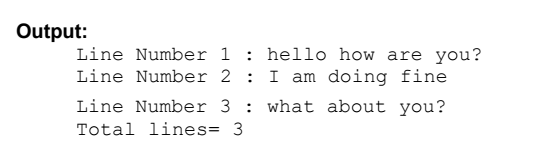 Output:
Line Number 1 : hello how are you?
Line Number 2 : I am doing fine
Line Number 3 : what about you?
Total lines= 3